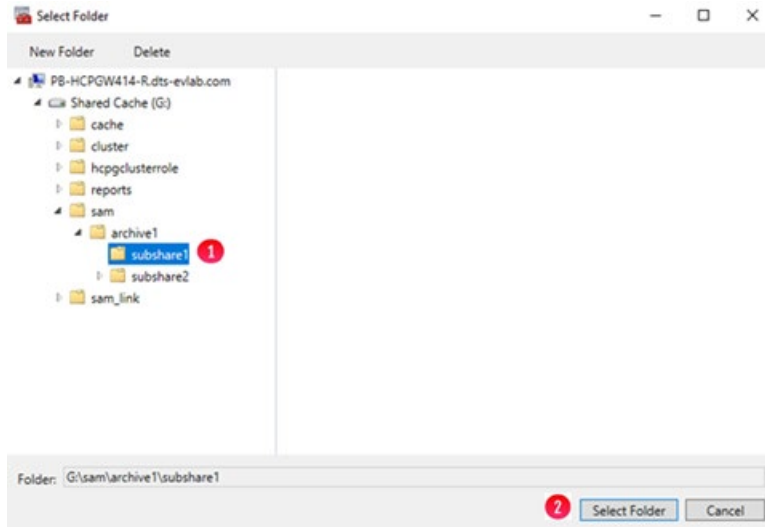 Select Folder
New Folder Delete
PB-HCPGW414-R.dts-evlab.com
Shared Cache (G:)
cache
cluster
hcpgclusterrole
reports
sam
archive1
subshare1 1
subshare2
sam_link
Folder: G:\sam\archive1\subshare1
2 Select Folder Cancel